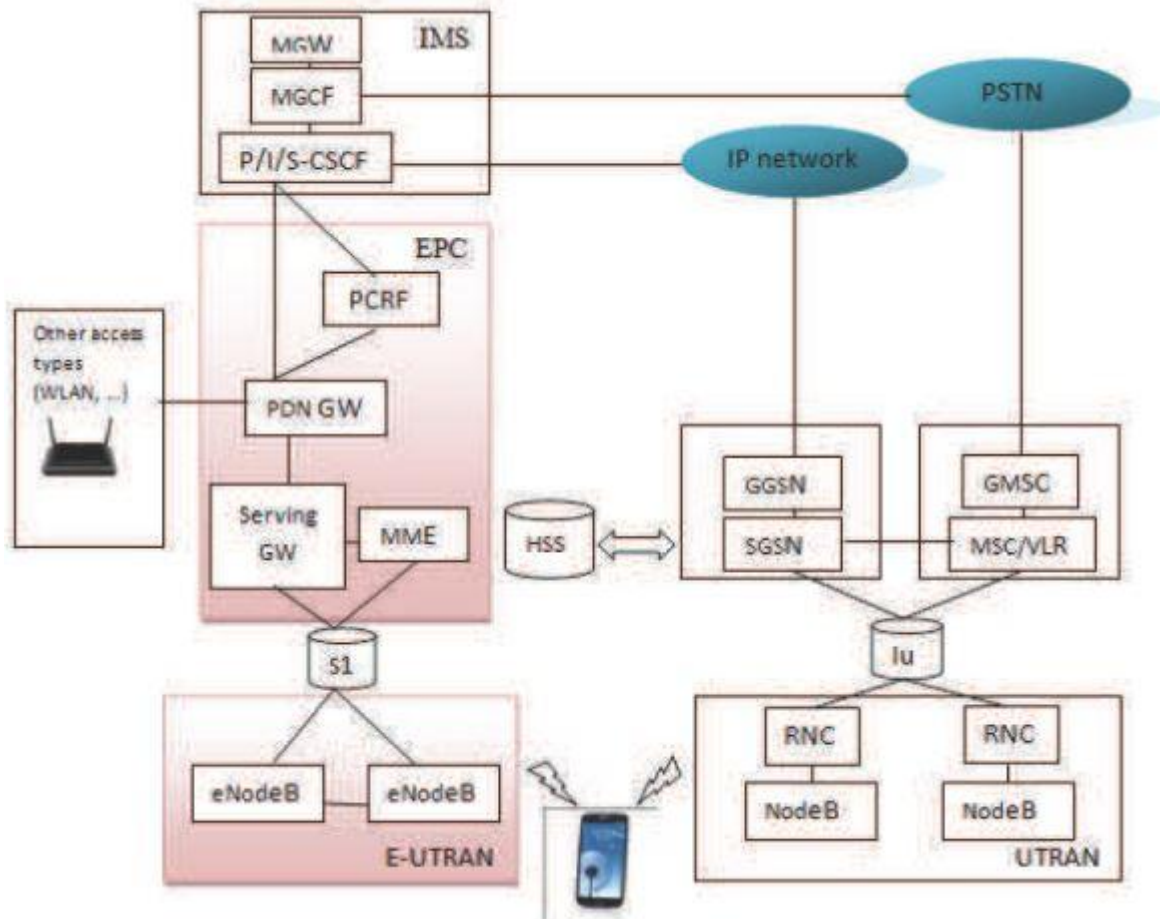 IMS
MGW
MGCF
P/I/S-CSCF
PSTN
IP network
EPC
PCRF
Other access
types
(WLAN, ...)
PDN GW
Serving
GW
MME
HSS
GGSN
SGSN
GMSC
MSC/VLR
S1
Iu
eNodeB
eNodeB
E-UTRAN
RNC
RNC
NodeB
NodeB
UTRAN